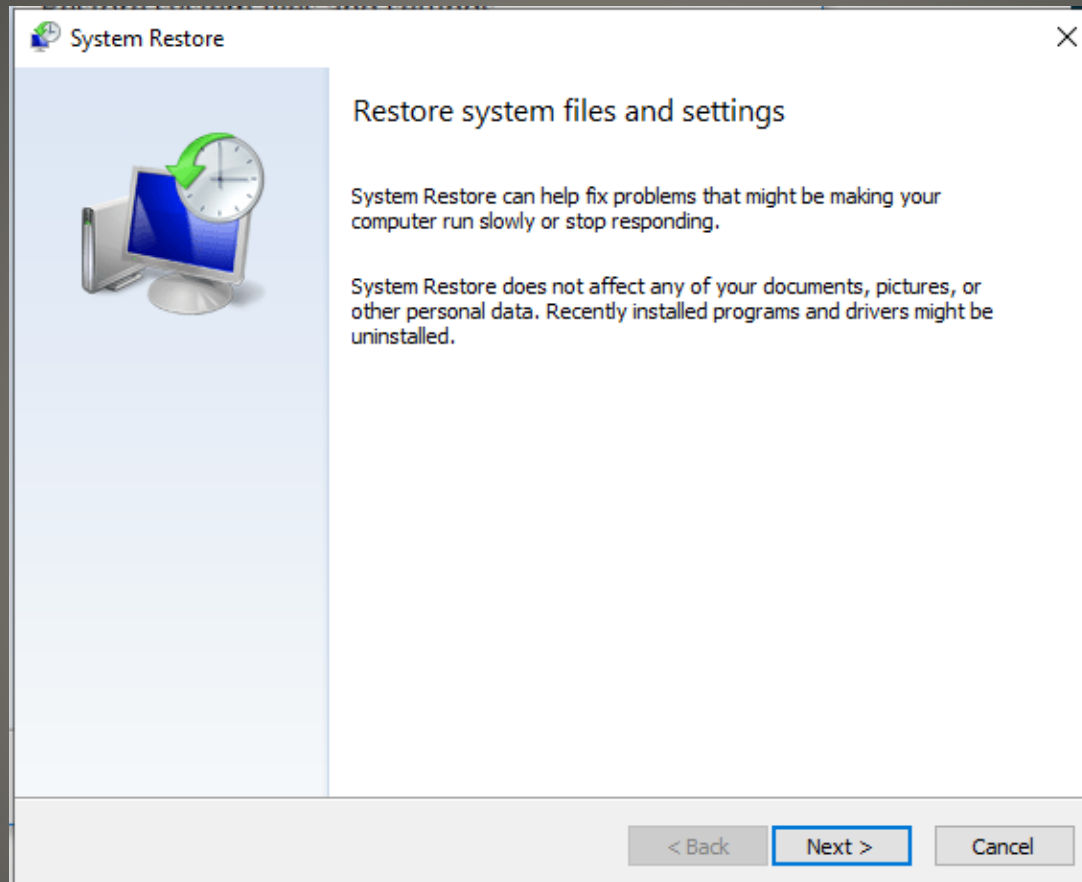 System Restore
Restore system files and settings
System Restore can help fix problems that might be making your
computer run slowly or stop responding.
System Restore does not affect any of your documents, pictures, or
other personal data. Recently installed programs and drivers might be
uninstalled.
< Back
Next >
Cancel